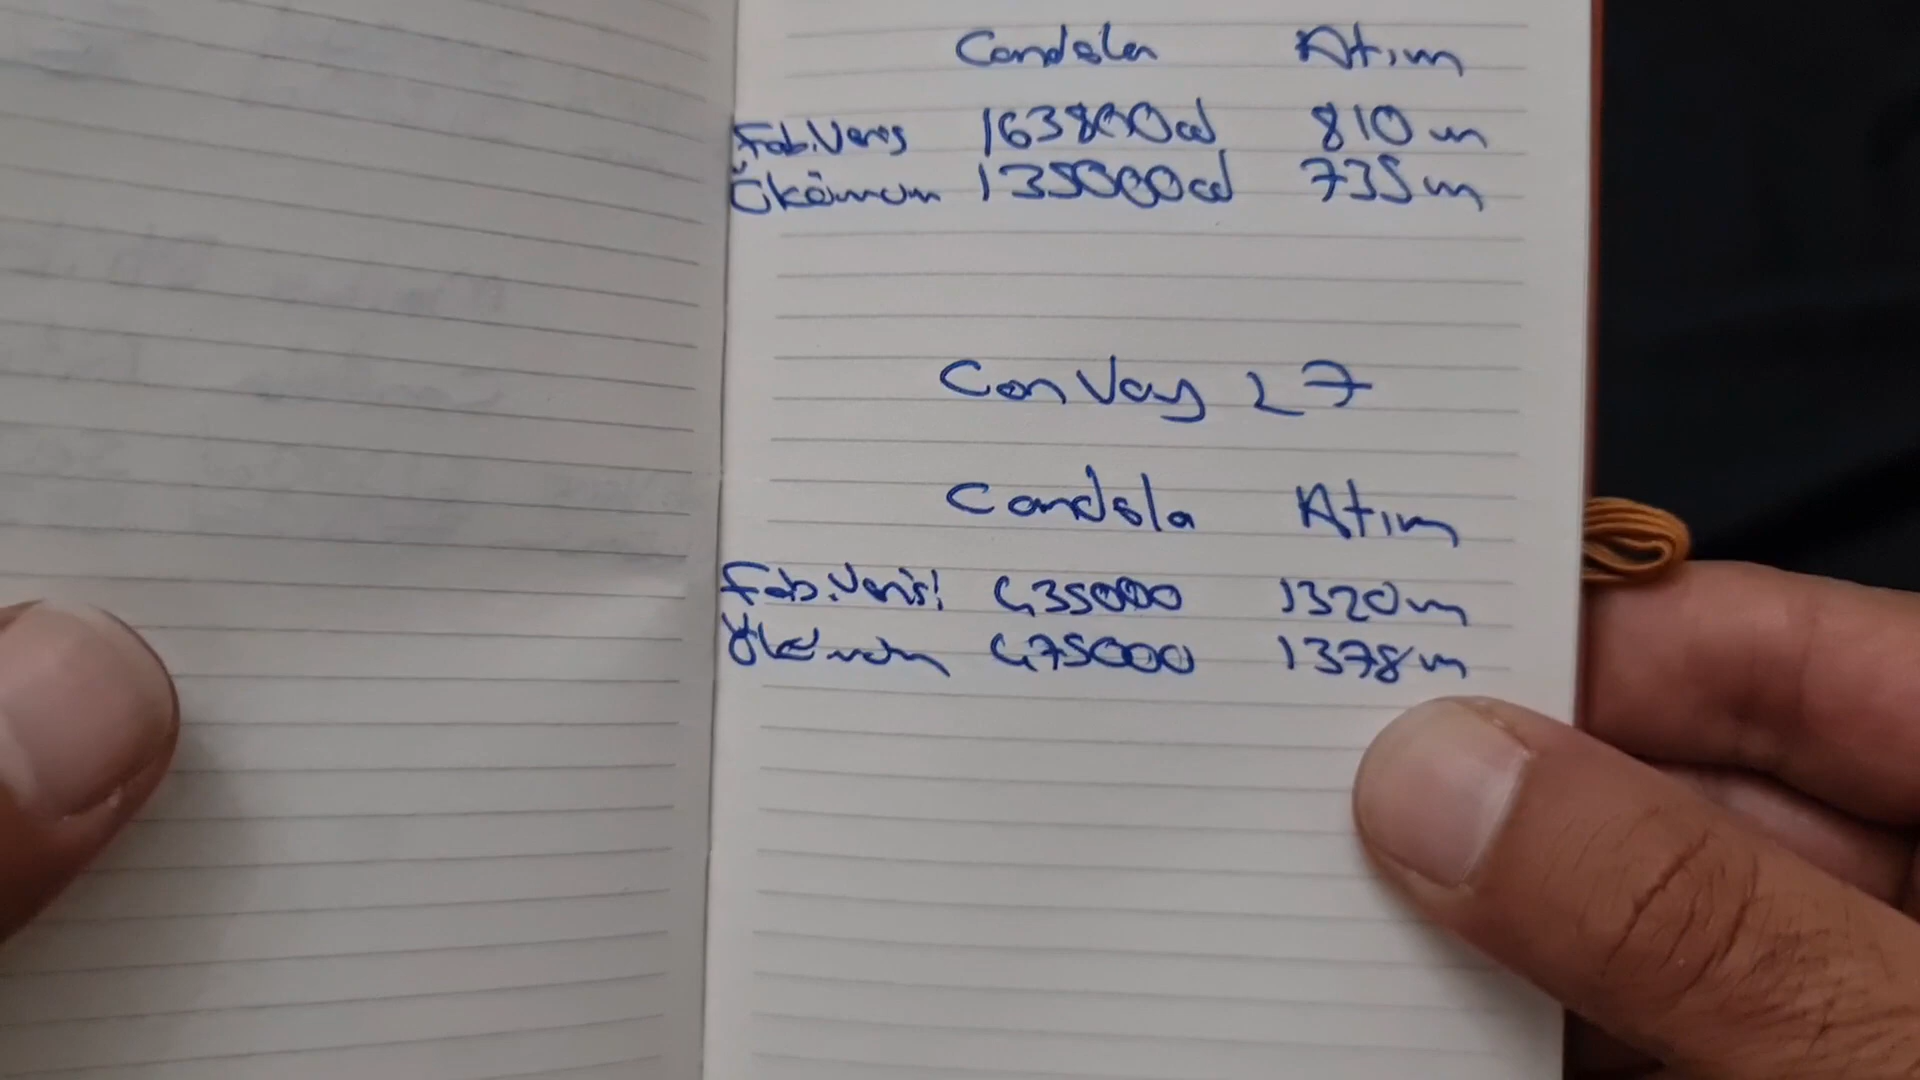 Candela Atım
Fab.Veris 163800cd 810 m
Ölçümüm 135000cd 735m
Convoy L7
Candela Atım
Fab.Verisi 435000 1320m
Ölçümüm 475000 1378m